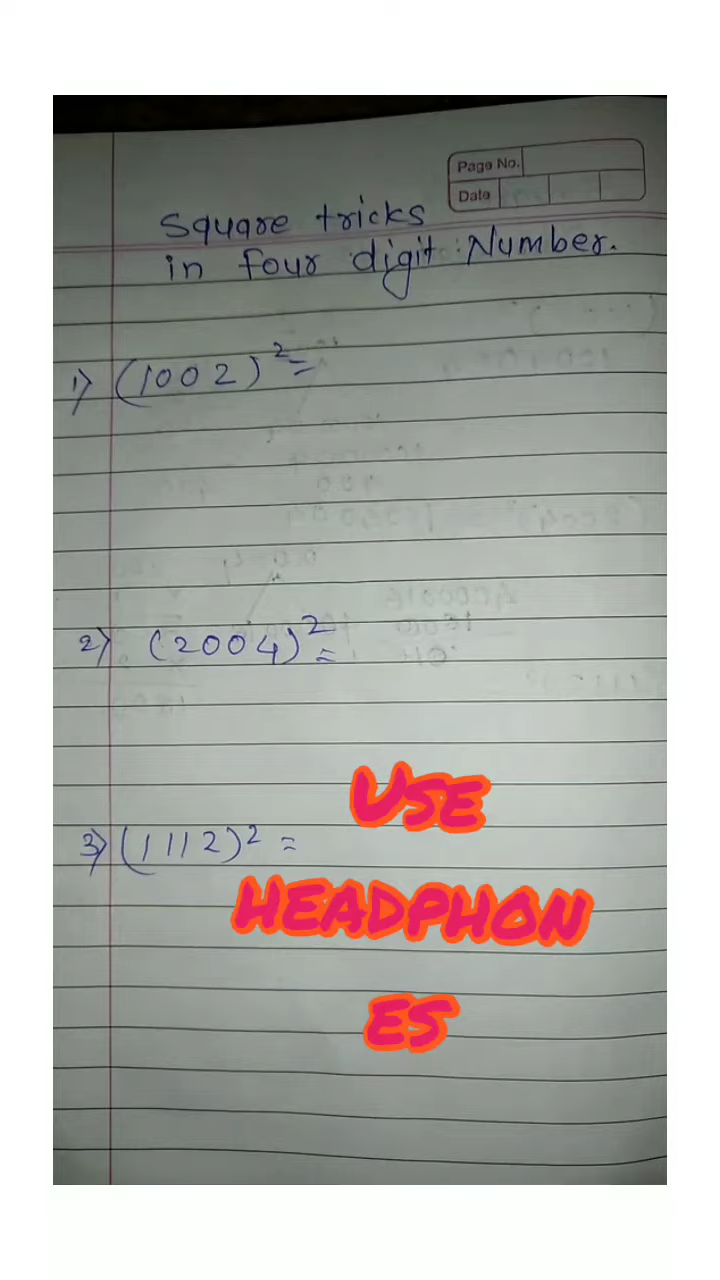 Page No.
Date
Square tricks
in four digit Number.
1) (1002)² =
2) (2004)² =
3) (1112)² =
USE
HEADPHON
ES